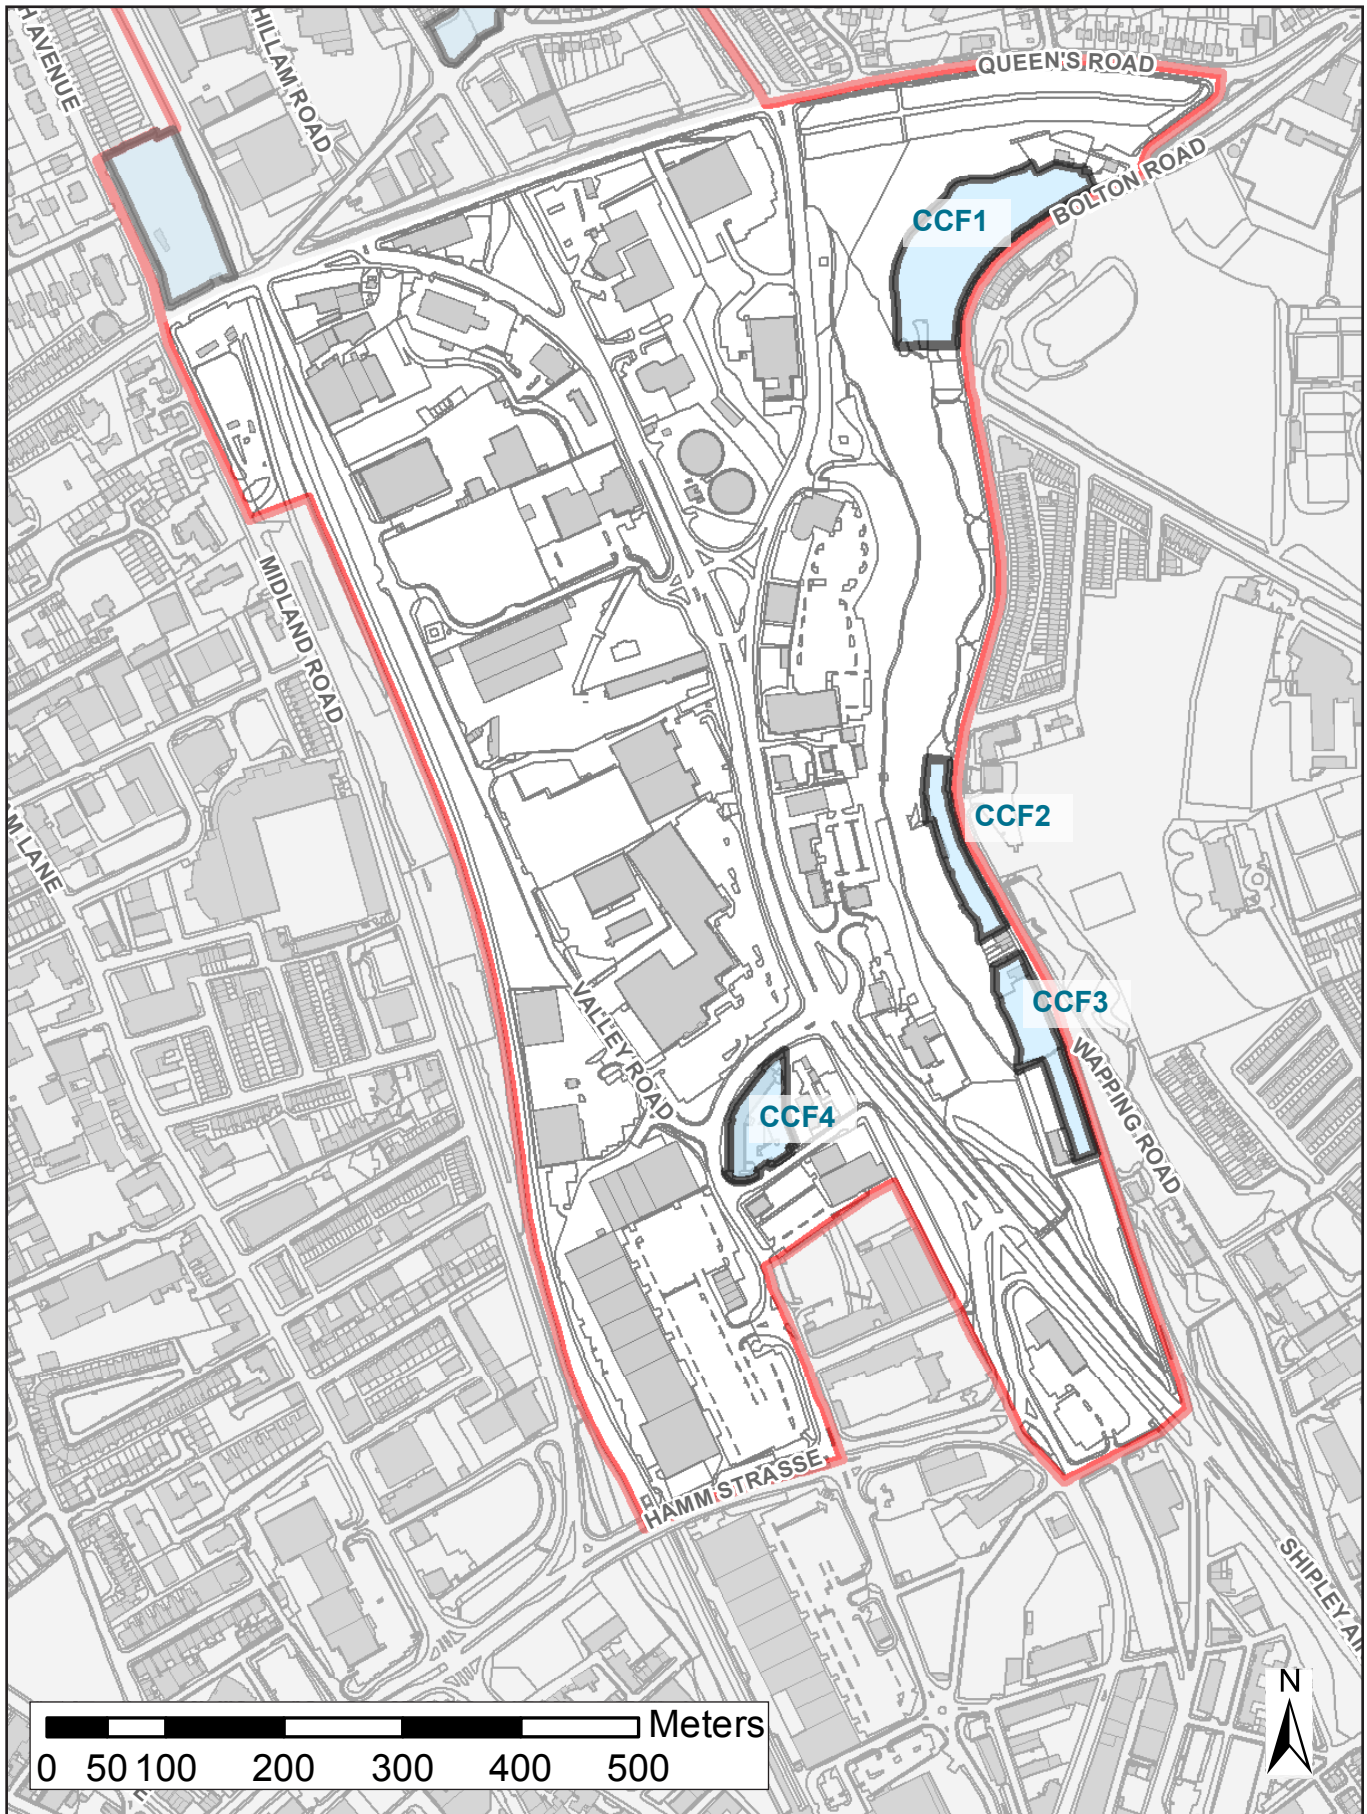 H AVENUE
HILLAM ROAD
QUEEN'S ROAD
BOLTON ROAD
CCF1
MIDLAND ROAD
CCF2
M LANE
CCF3
VALLEY ROAD
WAPPING ROAD
CCF4
HAMM STRASSE
SHIPLEY AI
N
Meters
0 50 100 200 300 400 500